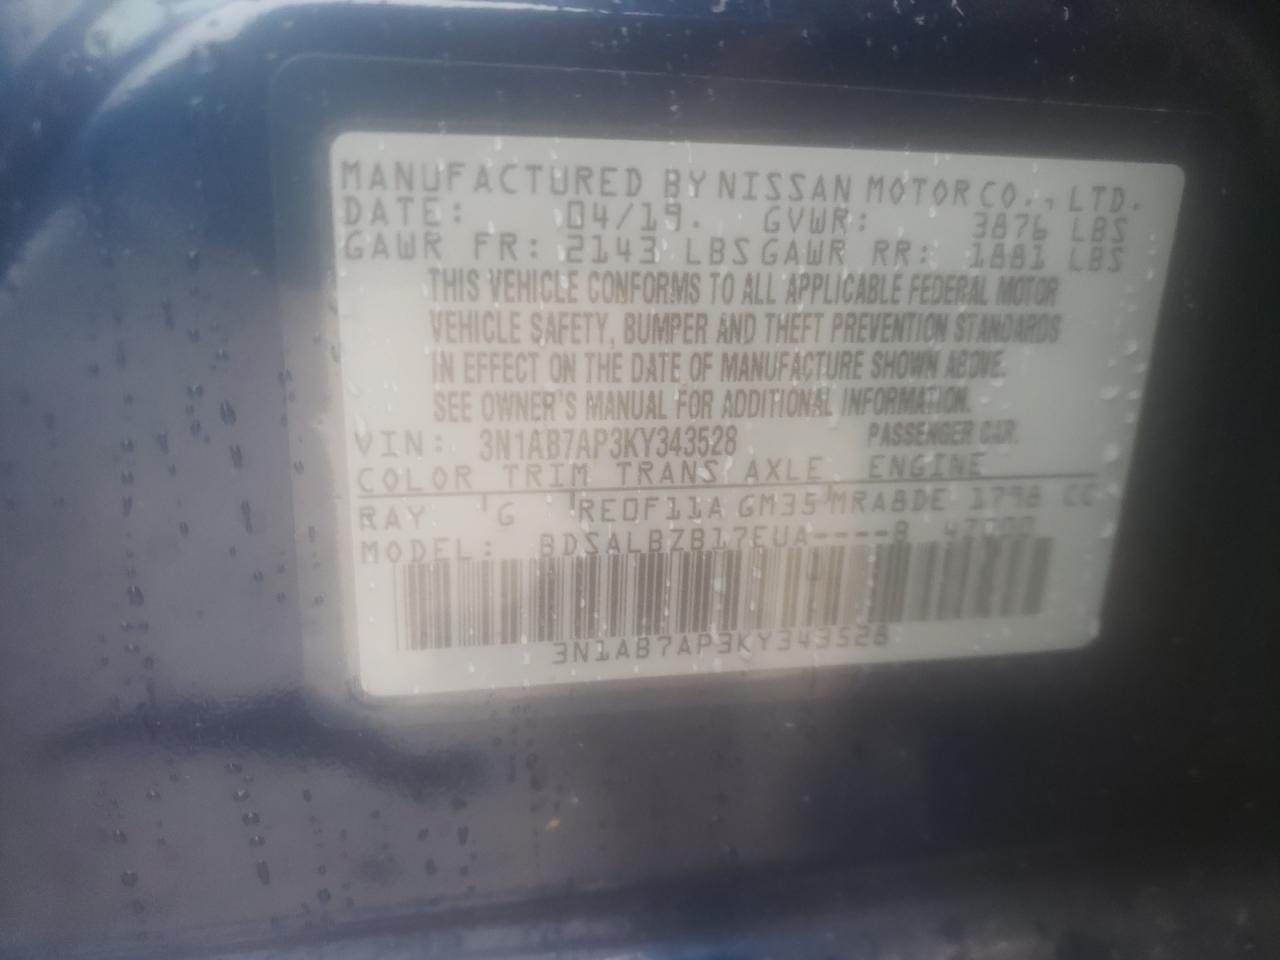 MANUFACTURED BY NISSAN MOTOR CO., LTD.
DATE: 04/19. GVWR: 3876 LBS
GAWR FR: 2143 LBS GAWR RR: 1881 LBS
THIS VEHICLE CONFORMS TO ALL APPLICABLE FEDERAL MOTOR
VEHICLE SAFETY, BUMPER AND THEFT PREVENTION STANDARDS
IN EFFECT ON THE DATE OF MANUFACTURE SHOWN ABOVE.
SEE OWNER'S MANUAL FOR ADDITIONAL INFORMATION.
VIN: 3N1AB7AP3KY343528 PASSENGER CAR.
COLOR TRIM TRANS AXLE ENGINE
RAY G RE0F11A GM35 MRA8DE 1798 CC
MODEL: BDSALBZB17EUA----B
3N1AB7AP3KY343528